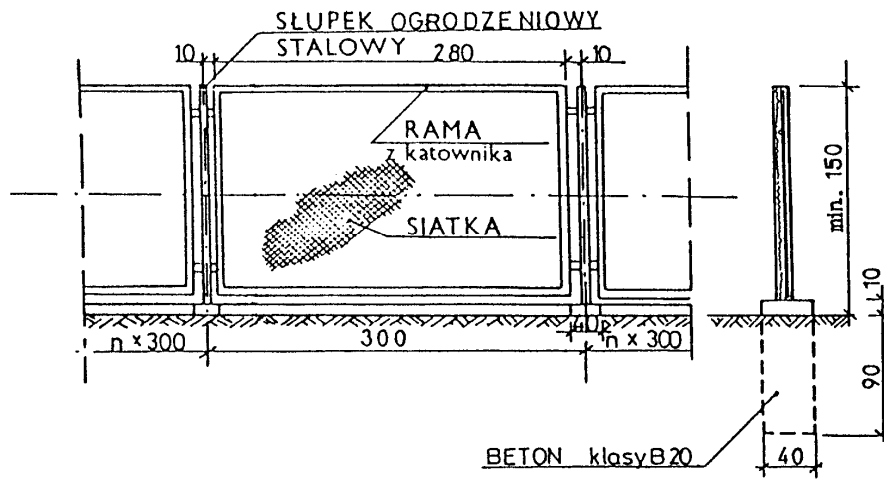 SŁUPEK OGRODZENIOWY
STALOWY
10
280
10
RAMA
z katownika
SIATKA
min. 150
10
40
n × 300
300
n × 300
90
BETON klasy B20
40